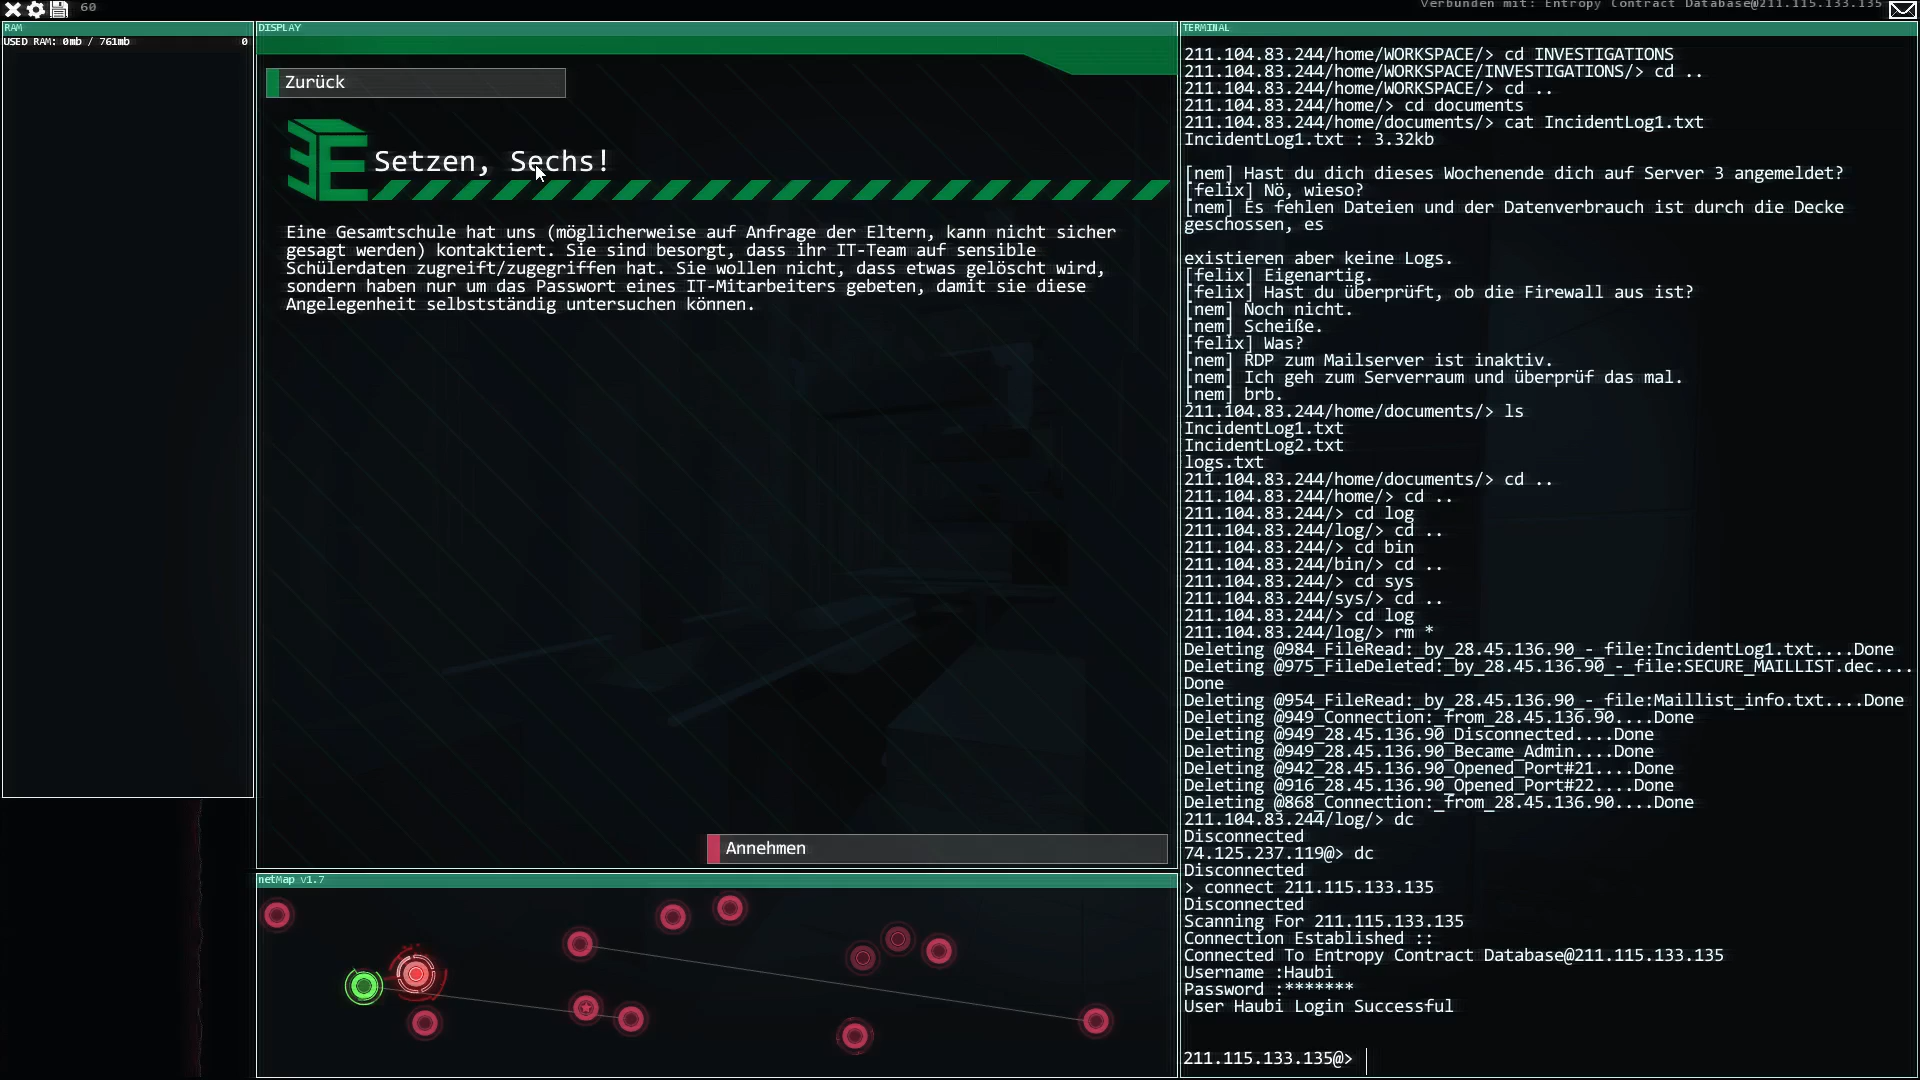 60
Verbunden mit: Entropy Contract Database@211.115.133.135
RAM
USED RAM: 0mb / 761mb
0
DISPLAY
Zurück
Setzen, Sechs!
Eine Gesamtschule hat uns (möglicherweise auf Anfrage der Eltern, kann nicht sicher
gesagt werden) kontaktiert. Sie sind besorgt, dass ihr IT-Team auf sensible
Schülerdaten zugreift/zugegriffen hat. Sie wollen nicht, dass etwas gelöscht wird,
sondern haben nur um das Passwort eines IT-Mitarbeiters gebeten, damit sie diese
Angelegenheit selbstständig untersuchen können.
Annehmen
netMap v1.7
TERMINAL
211.104.83.244/home/WORKSPACE/> cd INVESTIGATIONS
211.104.83.244/home/WORKSPACE/INVESTIGATIONS/> cd ..
211.104.83.244/home/WORKSPACE/> cd ..
211.104.83.244/home/> cd documents
211.104.83.244/home/documents/> cat IncidentLog1.txt
IncidentLog1.txt : 3.32kb
[nem] Hast du dich dieses Wochenende dich auf Server 3 angemeldet?
[felix] Nö, wieso?
[nem] Es fehlen Dateien und der Datenverbrauch ist durch die Decke
geschossen, es
existieren aber keine Logs.
[felix] Eigenartig.
[felix] Hast du überprüft, ob die Firewall aus ist?
[nem] Noch nicht.
[nem] Scheiße.
[felix] Was?
[nem] RDP zum Mailserver ist inaktiv.
[nem] Ich geh zum Serverraum und überprüf das mal.
[nem] brb.
211.104.83.244/home/documents/> ls
IncidentLog1.txt
IncidentLog2.txt
logs.txt
211.104.83.244/home/documents/> cd ..
211.104.83.244/home/> cd ..
211.104.83.244/> cd log
211.104.83.244/log/> cd ..
211.104.83.244/> cd bin
211.104.83.244/bin/> cd ..
211.104.83.244/> cd sys
211.104.83.244/sys/> cd ..
211.104.83.244/> cd log
211.104.83.244/log/> rm *
Deleting @984_FileRead:_by_28.45.136.90_-_file:IncidentLog1.txt....Done
Deleting @975_FileDeleted:_by_28.45.136.90_-_file:SECURE_MAILLIST.dec....
Done
Deleting @954_FileRead:_by_28.45.136.90_-_file:Maillist_info.txt....Done
Deleting @949_Connection:_from_28.45.136.90....Done
Deleting @949_28.45.136.90_Disconnected....Done
Deleting @949_28.45.136.90_Became_Admin....Done
Deleting @942_28.45.136.90_Opened_Port#21....Done
Deleting @916_28.45.136.90_Opened_Port#22....Done
Deleting @868_Connection:_from_28.45.136.90....Done
211.104.83.244/log/> dc
Disconnected
74.125.237.119@> dc
Disconnected
> connect 211.115.133.135
Disconnected
Scanning For 211.115.133.135
Connection Established ::
Connected To Entropy Contract Database@211.115.133.135
Username :Haubi
Password :*******
User Haubi Login Successful
211.115.133.135@>